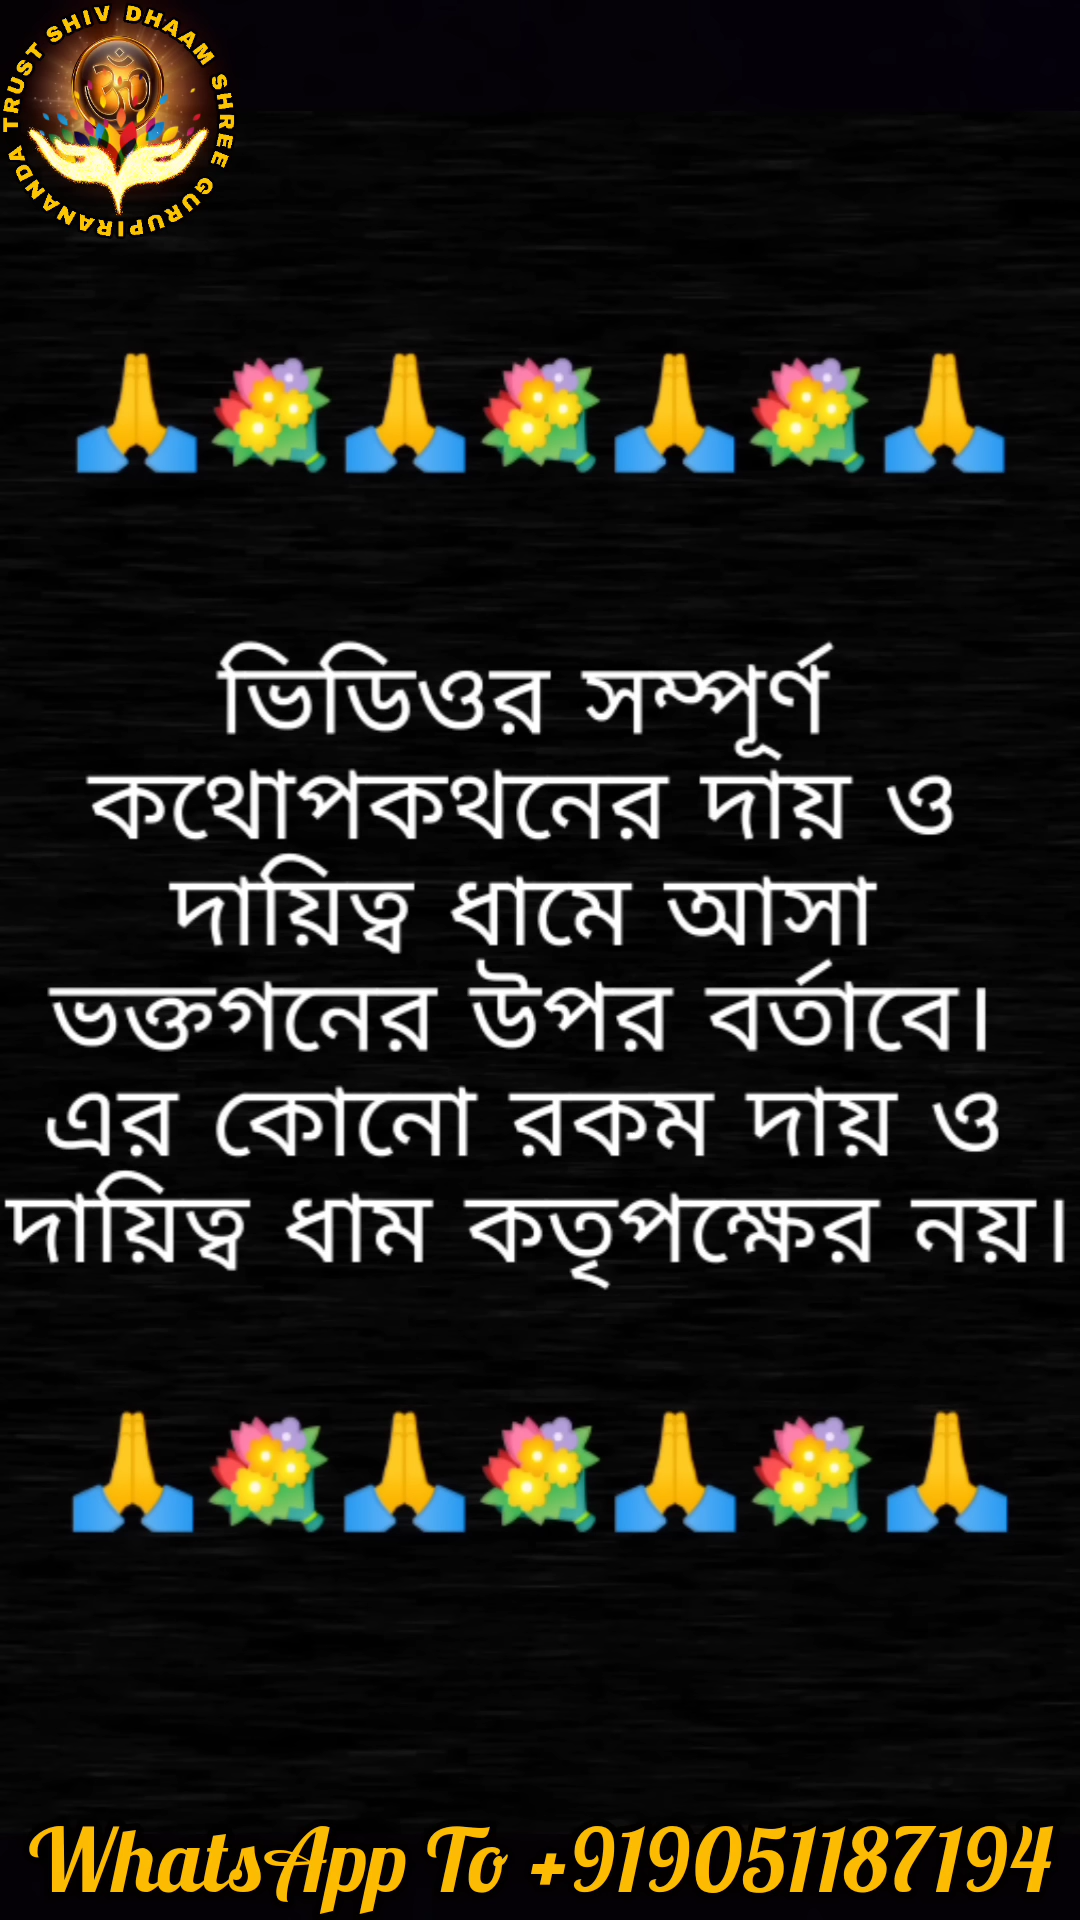 TRUST SHIV DHAAM SHREE GURUPIRANANDA
🙏💐🙏💐🙏💐🙏
ভিডিওর সম্পূর্ণ
কথোপকথনের দায় ও
দায়িত্ব ধামে আসা
ভক্তগনের উপর বর্তাবে।
এর কোনো রকম দায় ও
দায়িত্ব ধাম কতৃপক্ষের নয়।
🙏💐🙏💐🙏💐🙏
WhatsApp To +919051187194